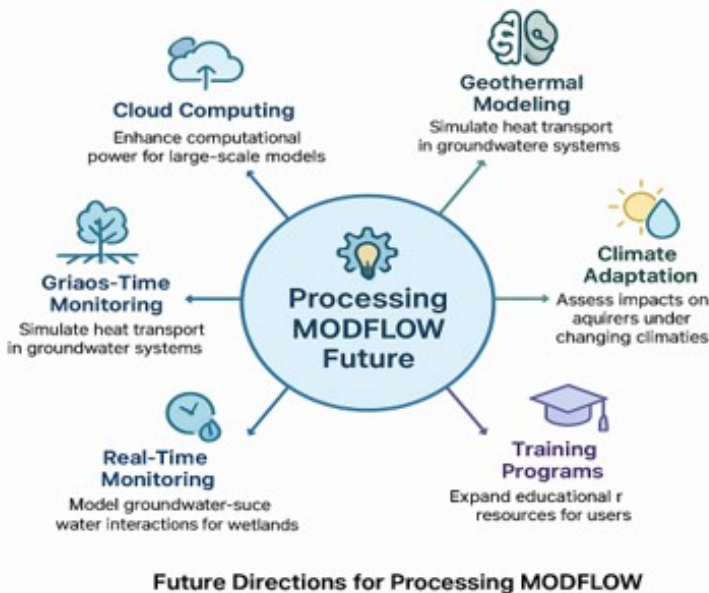 Cloud Computing
Enhance computational
power for large-scale models
Geothermal
Modeling
Simulate heat transport
in groundwatere systems
Griaos-Time
Monitoring
Simulate heat transport
in groundwater systems
Processing
MODFLOW
Future
Climate
Adaptation
Assess impacts on
aquirers under
changing climaties
Real-Time
Monitoring
Model groundwater-suce
water interactions for wetlands
Training
Programs
Expand educational r
resources for users
Future Directions for Processing MODFLOW